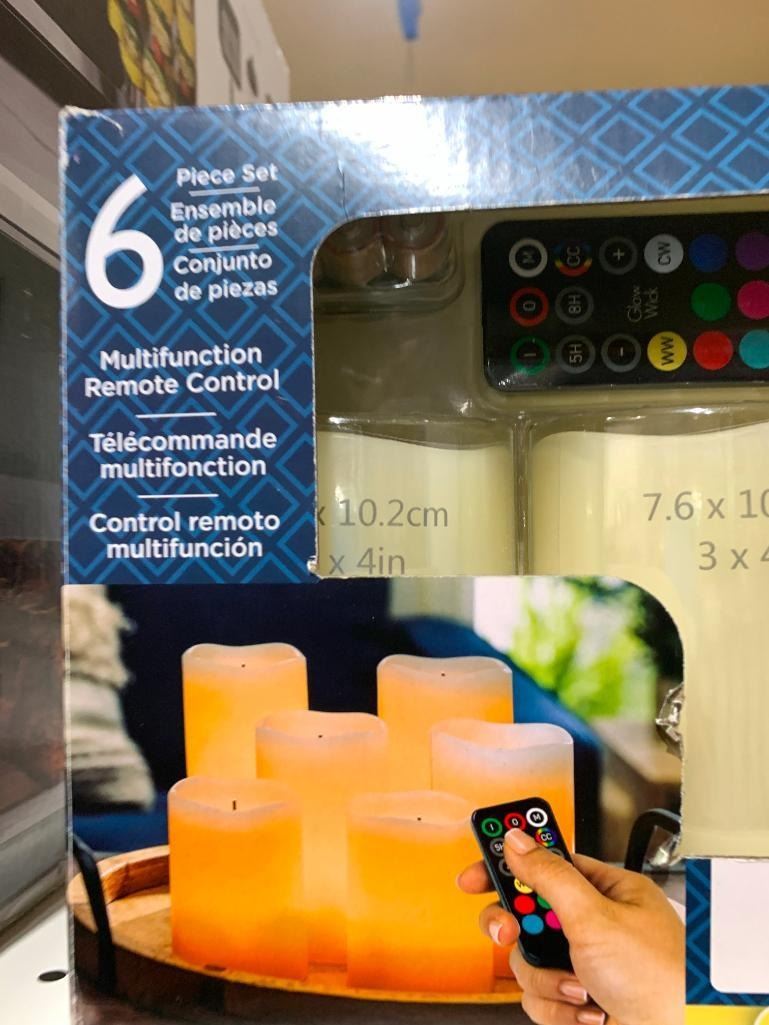 6
Piece Set
Ensemble
de pièces
Conjunto
de piezas
Multifunction
Remote Control
Télécommande
multifonction
Control remoto
multifunción
M
CC
+
CW
O
8H
Glow
Wick
I
5H
-
WW
x 10.2cm
x 4in
7.6 x 10
3 x 4
I
O
M
CC